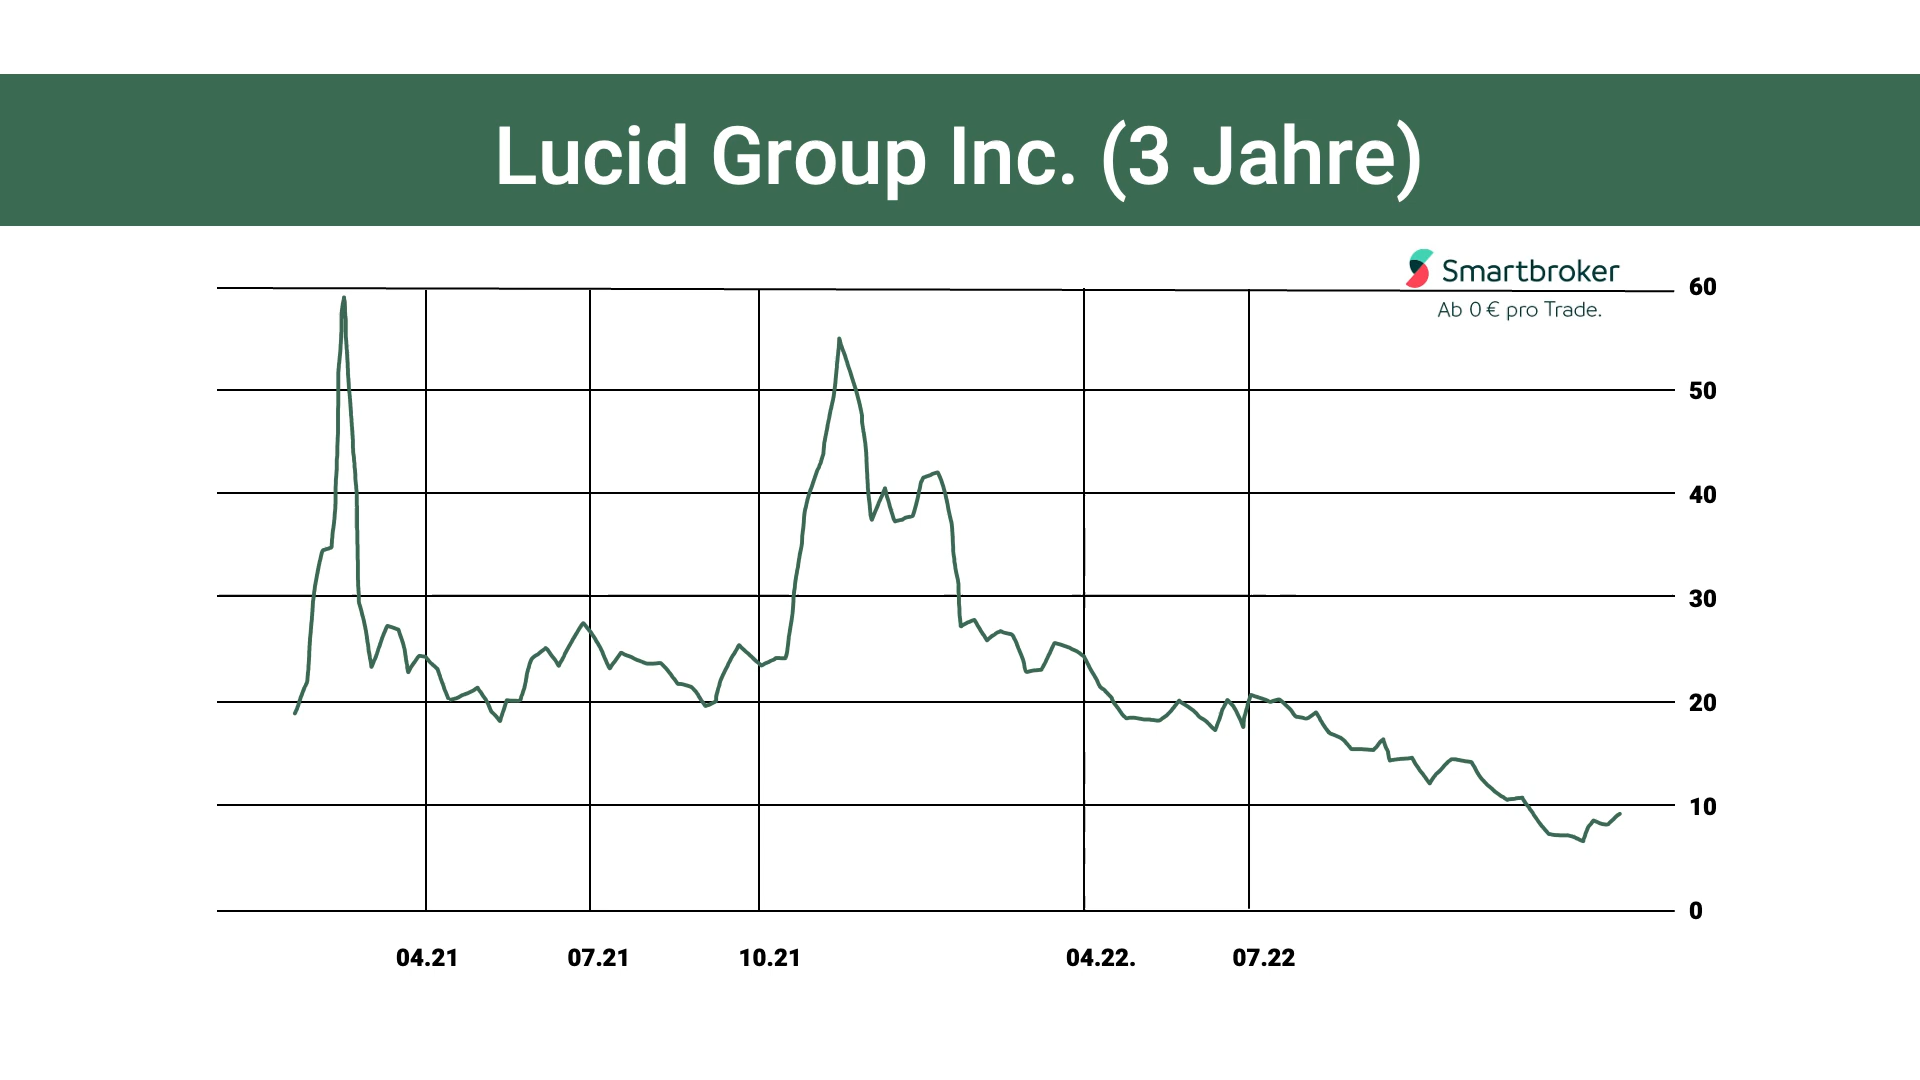 Lucid Group Inc. (3 Jahre)
Smartbroker
Ab 0 € pro Trade.
60
50
40
30
20
10
0
04.21 07.21 10.21 04.22. 07.22